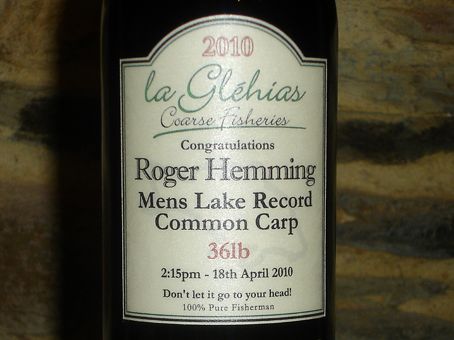 2010
la Gléhias
Coarse Fisheries
Congratulations
Roger Hemming
Mens Lake Record
Common Carp
36lb
2:15pm - 18th April 2010
Don't let it go to your head!
100% Pure Fisherman